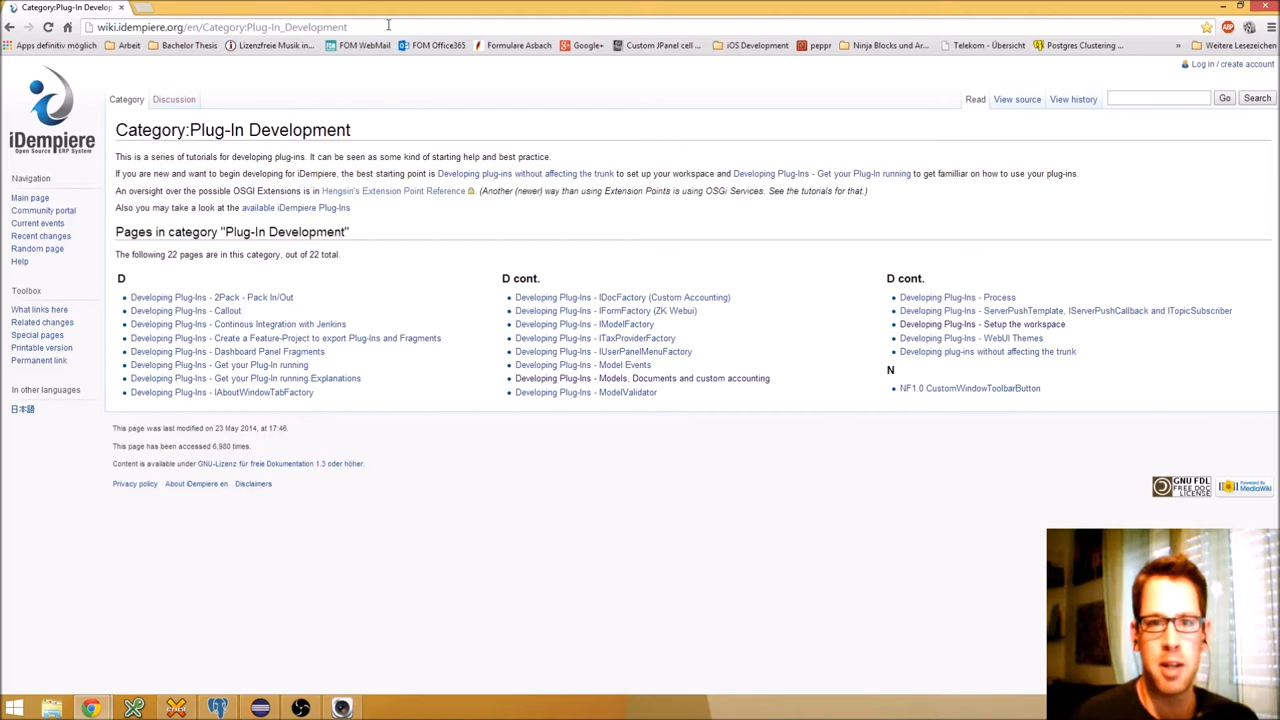 Category:Plug-In Develop
wiki.idempiere.org/en/Category:Plug-In_Development
Apps definitiv möglich
Arbeit
Bachelor Thesis
Lizenzfreie Musik in...
FOM WebMail
FOM Office365
Formulare Asbach
Google+
Custom JPanel cell ...
iOS Development
peppr
Ninja Blocks und Ar...
Telekom - Übersicht
Postgres Clustering ...
»
Weitere Lesezeichen
Log in / create account
iDempiere
Open Source ERP System
Category
Discussion
Read
View source
View history
Go
Search
Category:Plug-In Development
This is a series of tutorials for developing plug-ins. It can be seen as some kind of starting help and best practice.
If you are new and want to begin developing for iDempiere, the best starting point is Developing plug-ins without affecting the trunk to set up your workspace and Developing Plug-Ins - Get your Plug-In running to get familliar on how to use your plug-ins.
An oversight over the possible OSGI Extensions is in Hengsin's Extension Point Reference (Another (newer) way than using Extension Points is using OSGi Services. See the tutorials for that.)
Also you may take a look at the available iDempiere Plug-Ins
Navigation
Main page
Community portal
Current events
Recent changes
Random page
Help
Toolbox
What links here
Related changes
Special pages
Printable version
Permanent link
In other languages
日本語
Pages in category "Plug-In Development"
The following 22 pages are in this category, out of 22 total.
D
Developing Plug-Ins - 2Pack - Pack In/Out
Developing Plug-Ins - Callout
Developing Plug-Ins - Continous Integration with Jenkins
Developing Plug-Ins - Create a Feature-Project to export Plug-Ins and Fragments
Developing Plug-Ins - Dashboard Panel Fragments
Developing Plug-Ins - Get your Plug-In running
Developing Plug-Ins - Get your Plug-In running.Explanations
Developing Plug-Ins - IAboutWindowTabFactory
D cont.
Developing Plug-Ins - IDocFactory (Custom Accounting)
Developing Plug-Ins - IFormFactory (ZK Webui)
Developing Plug-Ins - IModelFactory
Developing Plug-Ins - ITaxProviderFactory
Developing Plug-Ins - IUserPanelMenuFactory
Developing Plug-Ins - Model Events
Developing Plug-Ins - Models, Documents and custom accounting
Developing Plug-Ins - ModelValidator
D cont.
Developing Plug-Ins - Process
Developing Plug-Ins - ServerPushTemplate, IServerPushCallback and ITopicSubscriber
Developing Plug-Ins - Setup the workspace
Developing Plug-Ins - WebUI Themes
Developing plug-ins without affecting the trunk
N
NF1.0 CustomWindowToolbarButton
This page was last modified on 23 May 2014, at 17:46.
This page has been accessed 6,980 times.
Content is available under GNU-Lizenz für freie Dokumentation 1.3 oder höher.
Privacy policy
About iDempiere en
Disclaimers
GNU FDL
FREE DOC
LICENSE
Powered By
MediaWiki